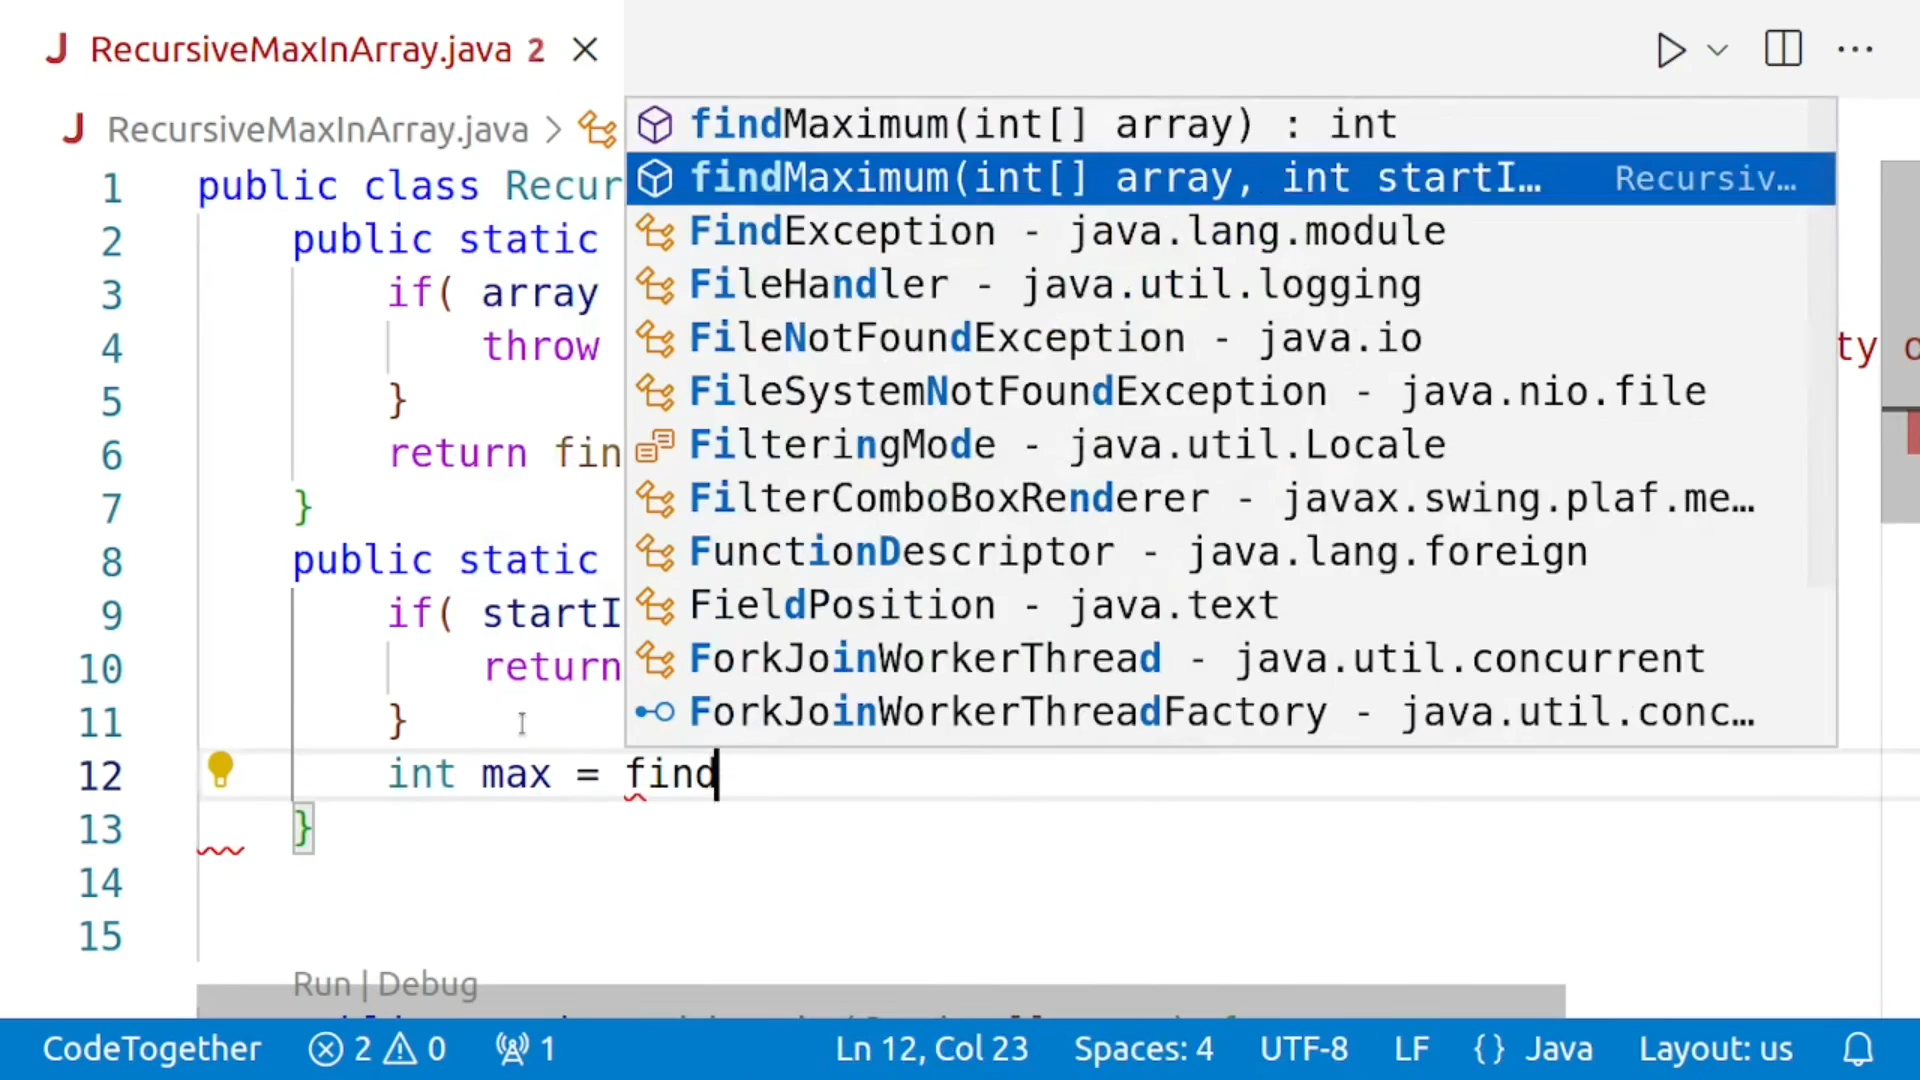 RecursiveMaxInArray.java 2
RecursiveMaxInArray.java
findMaximum(int[] array) : int
1 public class Recur
findMaximum(int[] array, int startI… Recursiv…
2 public static
FindException - java.lang.module
3 if( array
FileHandler - java.util.logging
4 throw
FileNotFoundException - java.io
ty
5 }
FileSystemNotFoundException - java.nio.file
6 return fin
FilteringMode - java.util.Locale
7 }
FilterComboBoxRenderer - javax.swing.plaf.me…
8 public static
FunctionDescriptor - java.lang.foreign
9 if( startI
FieldPosition - java.text
10 return
ForkJoinWorkerThread - java.util.concurrent
11 }
ForkJoinWorkerThreadFactory - java.util.conc…
12 int max = find
13 }
14
15
Run | Debug
CodeTogether 2 0 1 Ln 12, Col 23 Spaces: 4 UTF-8 LF {} Java Layout: us